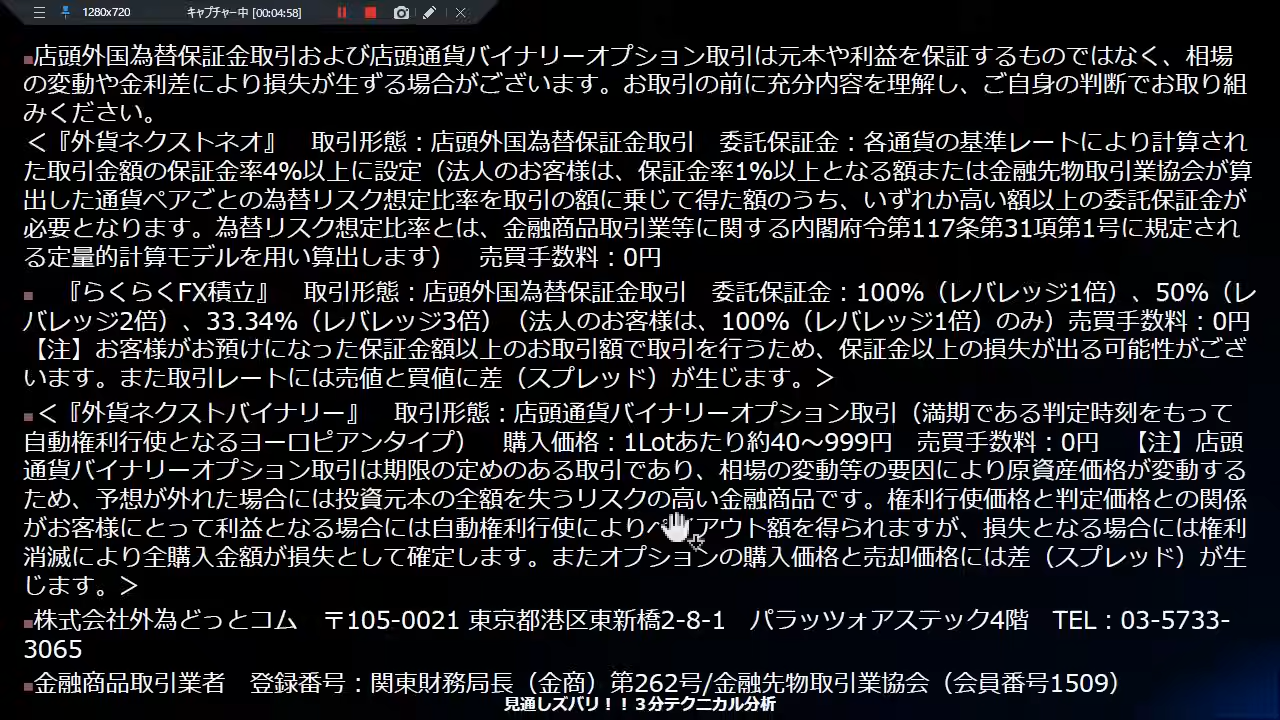 1280x720 キャプチャー中 [00:04:58]
■店頭外国為替保証金取引および店頭通貨バイナリーオプション取引は元本や利益を保証するものではなく、相場
の変動や金利差により損失が生ずる場合がございます。お取引の前に充分内容を理解し、ご自身の判断でお取り組
みください。
＜『外貨ネクストネオ』　取引形態：店頭外国為替保証金取引　委託保証金：各通貨の基準レートにより計算され
た取引金額の保証金率4%以上に設定（法人のお客様は、保証金率1%以上となる額または金融先物取引業協会が算
出した通貨ペアごとの為替リスク想定比率を取引の額に乗じて得た額のうち、いずれか高い額以上の委託保証金が
必要となります。為替リスク想定比率とは、金融商品取引業等に関する内閣府令第117条第31項第1号に規定され
る定量的計算モデルを用い算出します）　売買手数料：0円
■　『らくらくFX積立』　取引形態：店頭外国為替保証金取引　委託保証金：100%（レバレッジ1倍）、50%（レ
バレッジ2倍）、33.34%（レバレッジ3倍）（法人のお客様は、100%（レバレッジ1倍）のみ）売買手数料：0円
【注】お客様がお預けになった保証金額以上のお取引額で取引を行うため、保証金以上の損失が出る可能性がござ
います。また取引レートには売値と買値に差（スプレッド）が生じます。＞
■＜『外貨ネクストバイナリー』　取引形態：店頭通貨バイナリーオプション取引（満期である判定時刻をもって
自動権利行使となるヨーロピアンタイプ）　購入価格：1Lotあたり約40～999円　売買手数料：0円　【注】店頭
通貨バイナリーオプション取引は期限の定めのある取引であり、相場の変動等の要因により原資産価格が変動する
ため、予想が外れた場合には投資元本の全額を失うリスクの高い金融商品です。権利行使価格と判定価格との関係
がお客様にとって利益となる場合には自動権利行使によりペイアウト額を得られますが、損失となる場合には権利
消滅により全購入金額が損失として確定します。またオプションの購入価格と売却価格には差（スプレッド）が生
じます。＞
■株式会社外為どっとコム　〒105-0021 東京都港区東新橋2-8-1　パラッツォアステック4階　TEL：03-5733-
3065
■金融商品取引業者　登録番号：関東財務局長（金商）第262号/金融先物取引業協会（会員番号1509）
見通しズバリ！！３分テクニカル分析